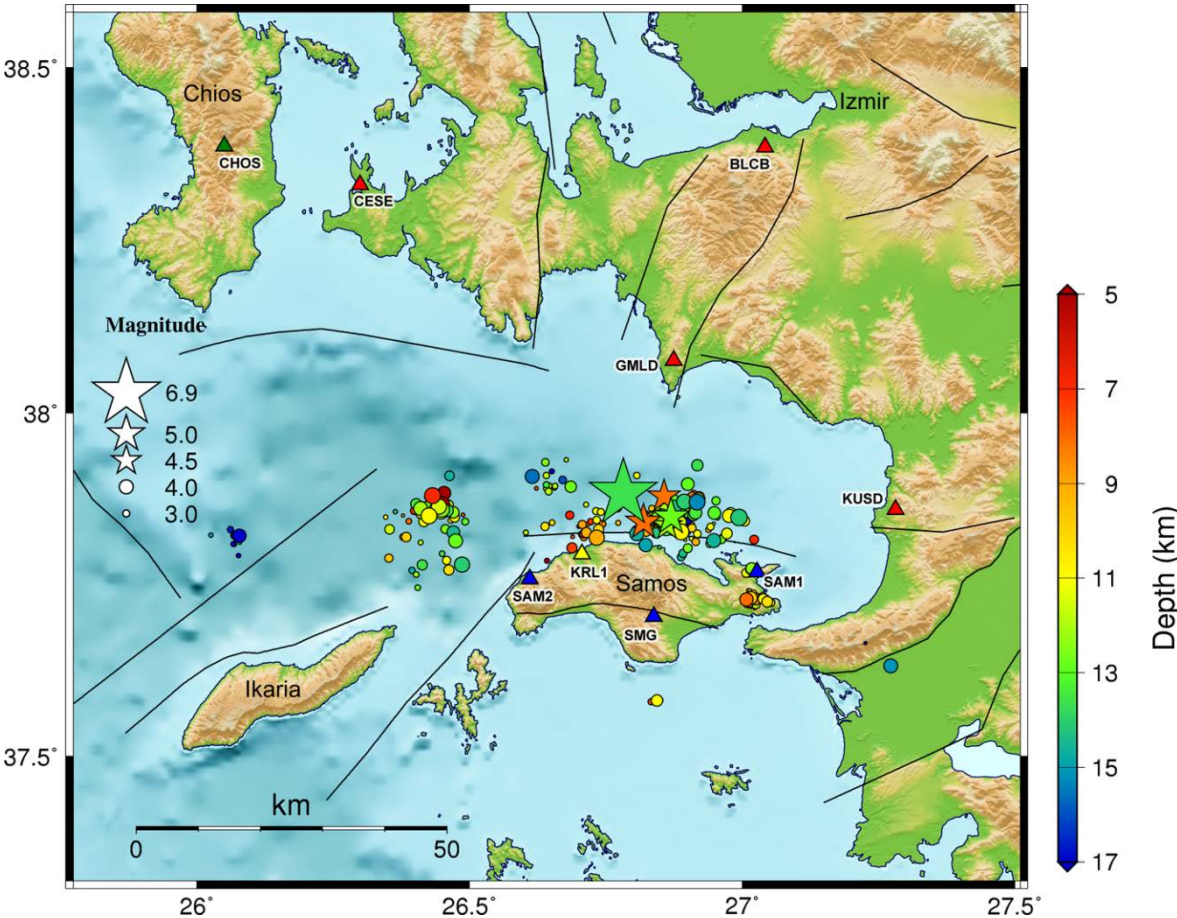 38.5°
Chios
Izmir
CHOS
BLCB
CESE
5
Magnitude
GMLD
7
6.9
38°
5.0
4.5
9
4.0
KUSD
3.0
11
Depth (km)
KRL1
Samos
SAM1
SAM2
SMG
13
Ikaria
15
37.5°
km
0
50
17
26°
26.5°
27°
27.5°